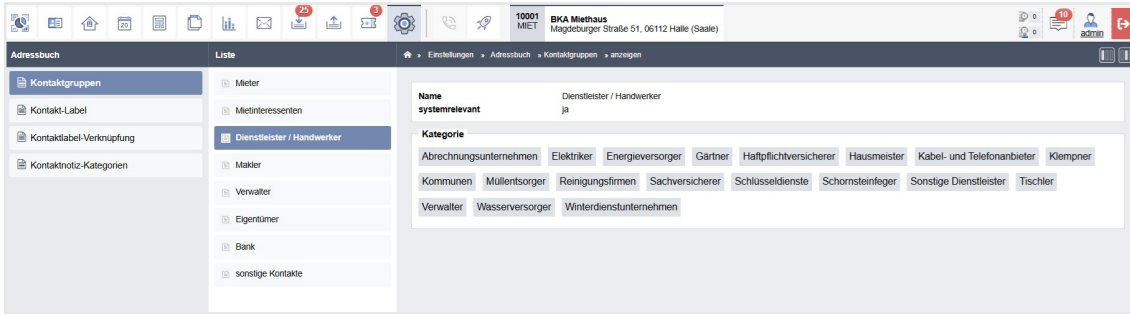 25
3
20
10001
MIET
BKA Miethaus
Magdeburger Straße 51, 06112 Halle (Saale)
0
0
10
admin
Adressbuch
Liste
» Einstellungen » Adressbuch » Kontaktgruppen » anzeigen
Kontaktgruppen
Kontakt-Label
Kontaktlabel-Verknüpfung
Kontaktnotiz-Kategorien
Mieter
Mietinteressenten
Dienstleister / Handwerker
Makler
Verwalter
Eigentümer
Bank
sonstige Kontakte
Name Dienstleister / Handwerker
systemrelevant ja
Kategorie
Abrechnungsunternehmen Elektriker Energieversorger Gärtner Haftpflichtversicherer Hausmeister Kabel- und Telefonanbieter Klempner
Kommunen Müllentsorger Reinigungsfirmen Sachversicherer Schlüsseldienste Schornsteinfeger Sonstige Dienstleister Tischler
Verwalter Wasserversorger Winterdienstunternehmen